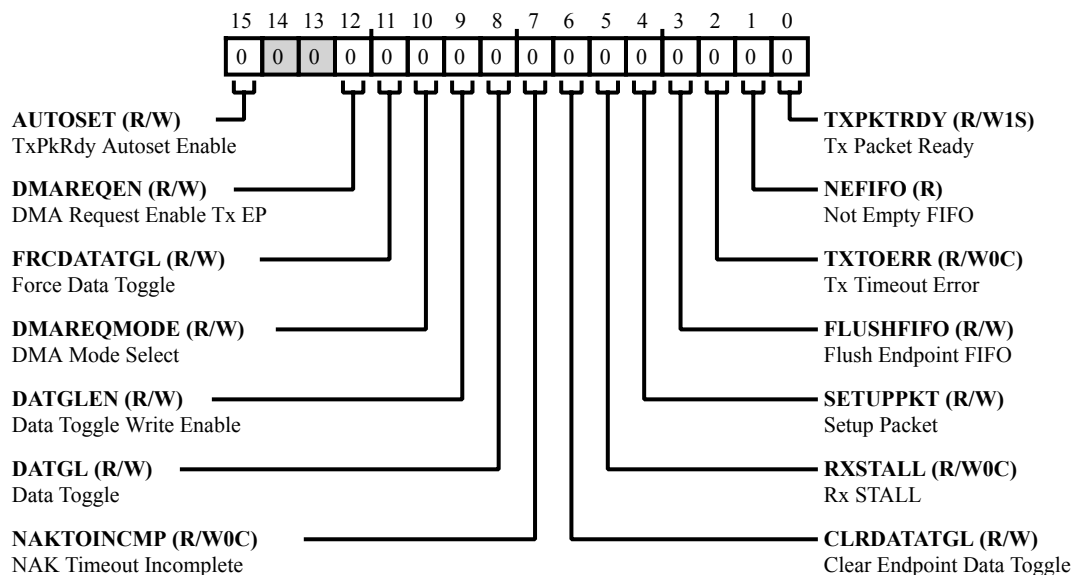 15 14 13 12 11 10 9 8 7 6 5 4 3 2 1 0
0 0 0 0 0 0 0 0 0 0 0 0 0 0 0 0
AUTOSET (R/W)
TxPkRdy Autoset Enable
DMAREQEN (R/W)
DMA Request Enable Tx EP
FRCDATATGL (R/W)
Force Data Toggle
DMAREQMODE (R/W)
DMA Mode Select
DATGLEN (R/W)
Data Toggle Write Enable
DATGL (R/W)
Data Toggle
NAKTOINCMP (R/W0C)
NAK Timeout Incomplete
TXPKTRDY (R/W1S)
Tx Packet Ready
NEFIFO (R)
Not Empty FIFO
TXTOERR (R/W0C)
Tx Timeout Error
FLUSHFIFO (R/W)
Flush Endpoint FIFO
SETUPPKT (R/W)
Setup Packet
RXSTALL (R/W0C)
Rx STALL
CLRDATATGL (R/W)
Clear Endpoint Data Toggle